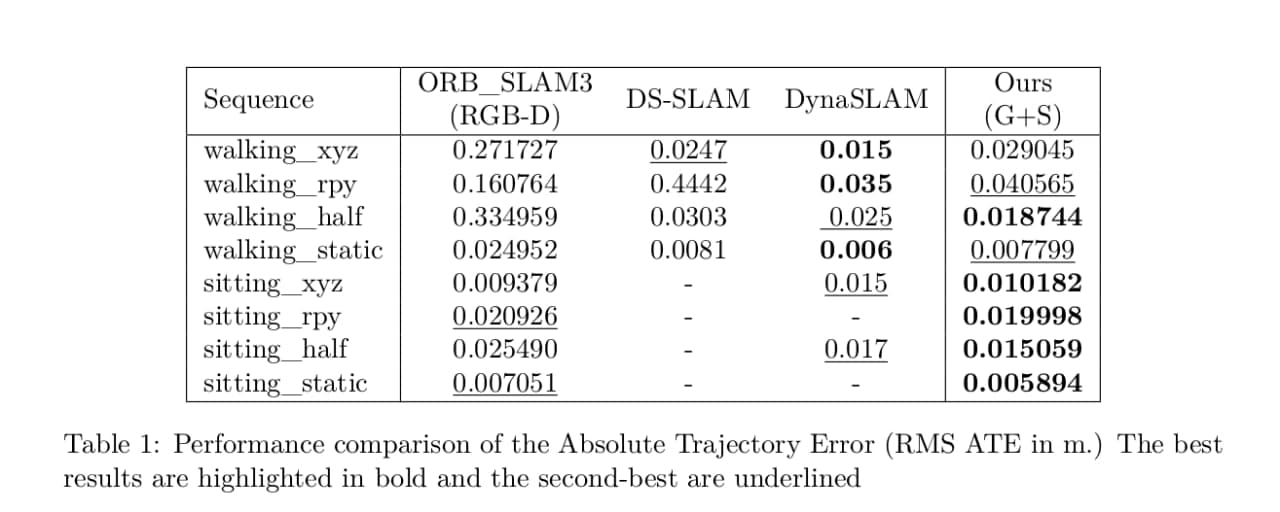 Sequence ORB_SLAM3 (RGB-D) DS-SLAM DynaSLAM Ours (G+S)
walking_xyz 0.271727 0.0247 0.015 0.029045
walking_rpy 0.160764 0.4442 0.035 0.040565
walking_half 0.334959 0.0303 0.025 0.018744
walking_static 0.024952 0.0081 0.006 0.007799
sitting_xyz 0.009379 - 0.015 0.010182
sitting_rpy 0.020926 - - 0.019998
sitting_half 0.025490 - 0.017 0.015059
sitting_static 0.007051 - - 0.005894
Table 1: Performance comparison of the Absolute Trajectory Error (RMS ATE in m.) The best
results are highlighted in bold and the second-best are underlined